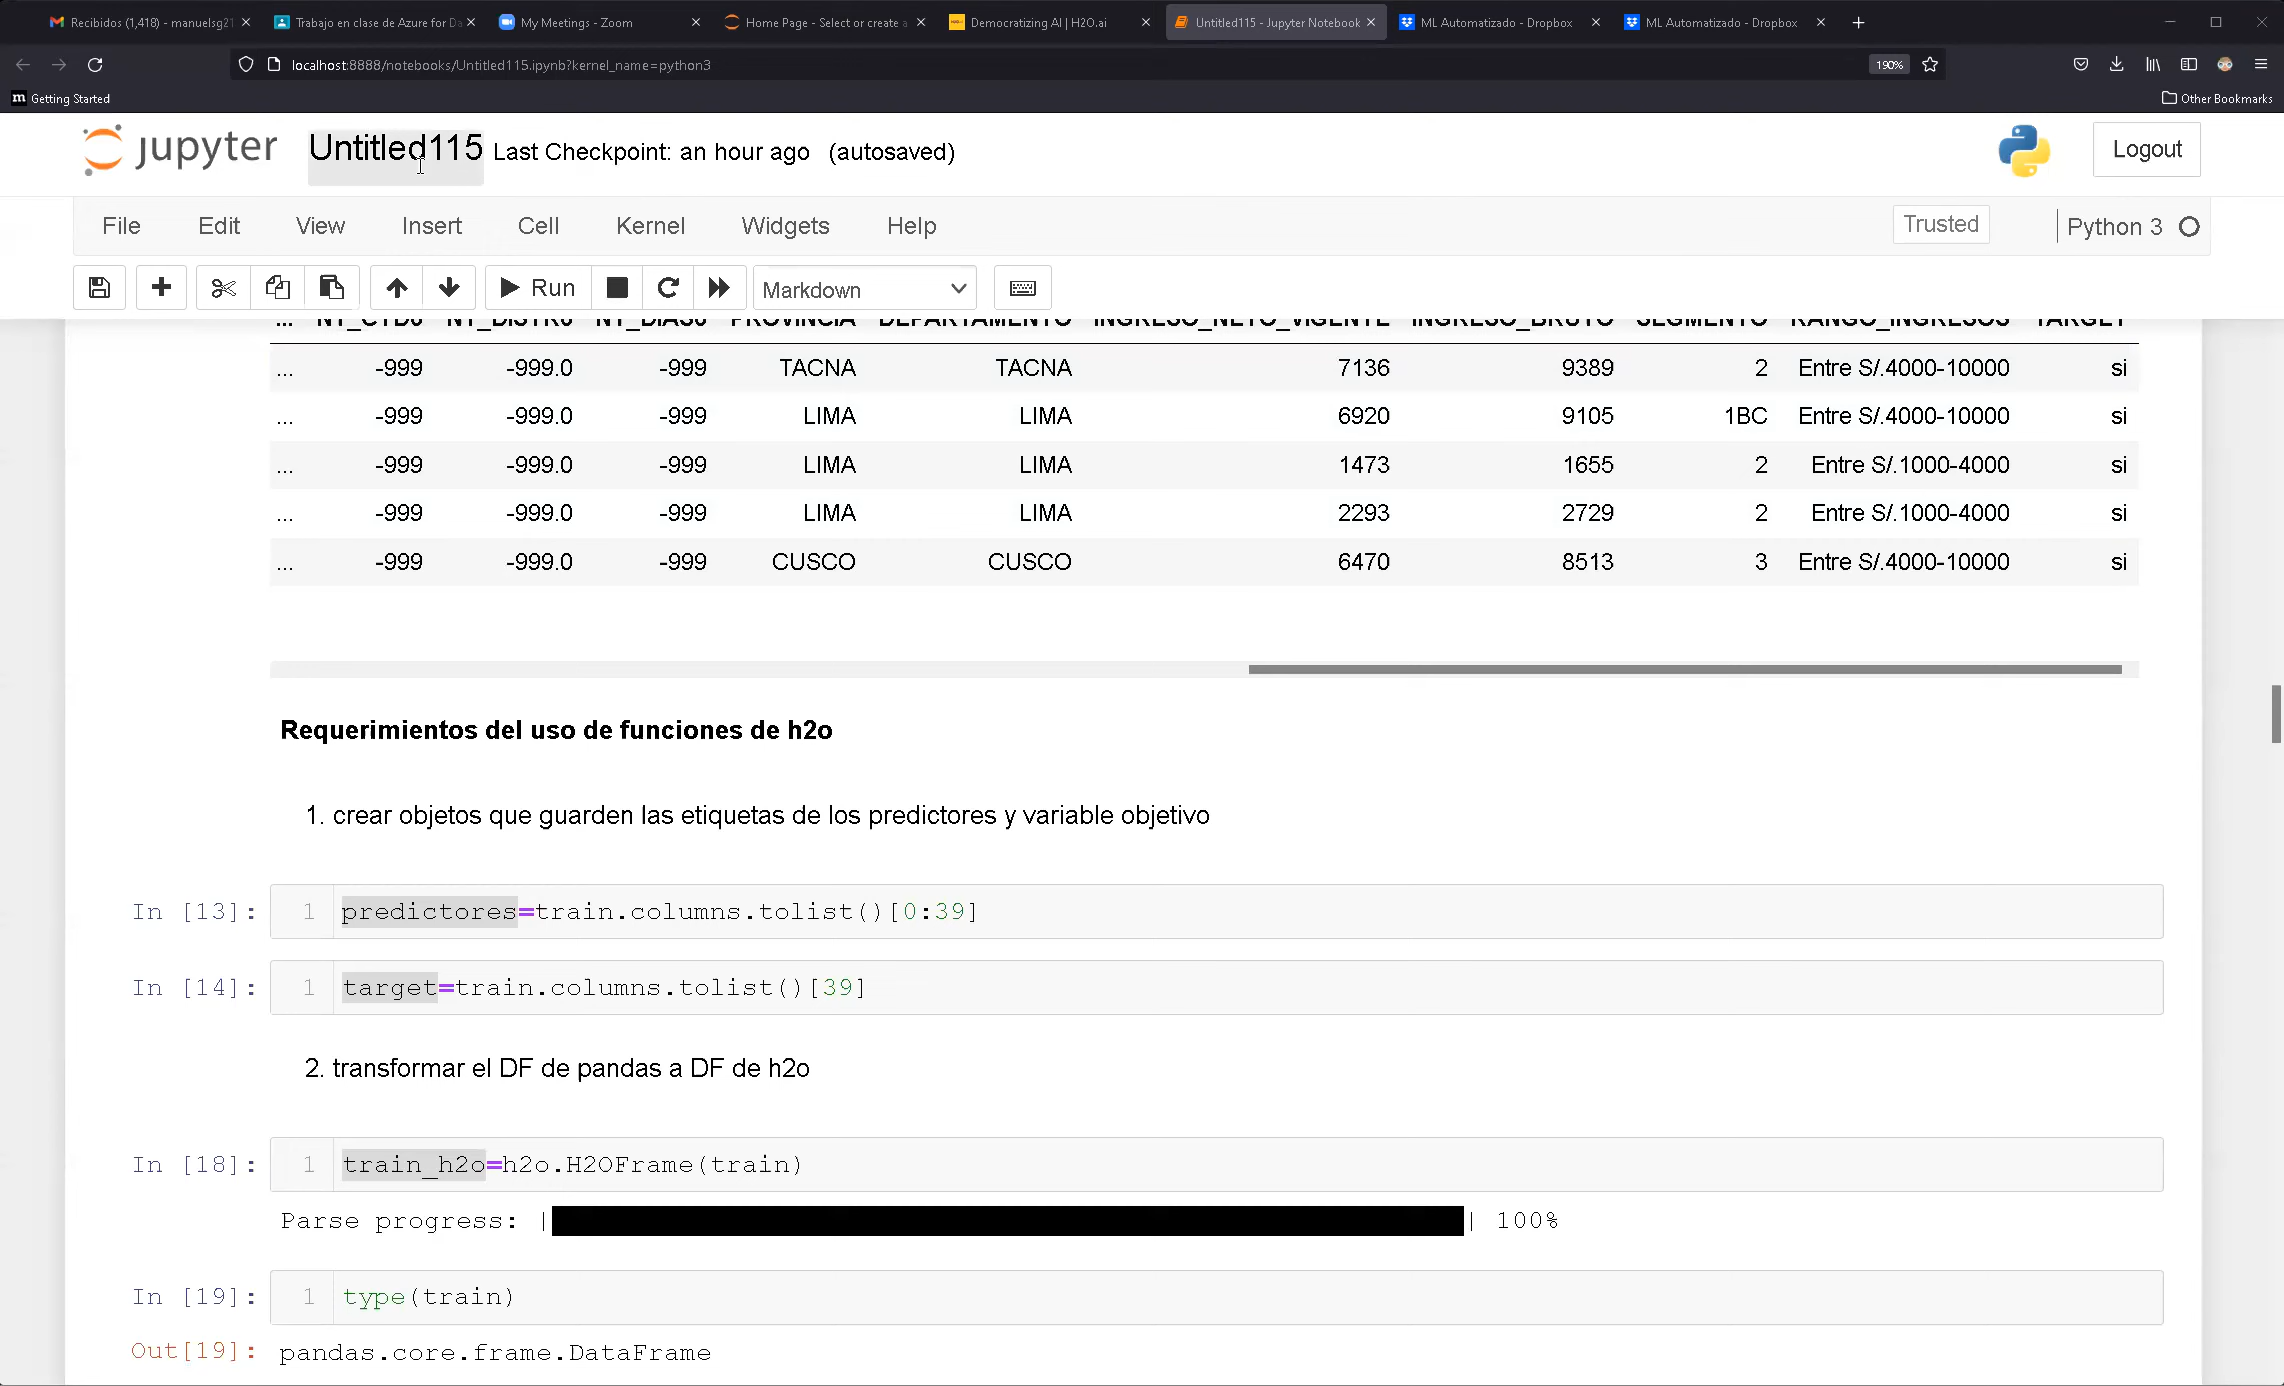 Recibidos (1,418) - manuelsg21
Trabajo en clase de Azure for Da
My Meetings - Zoom
Home Page - Select or create a
Democratizing AI | H2O.ai
Untitled115 - Jupyter Notebook
ML Automatizado - Dropbox
ML Automatizado - Dropbox
localhost:8888/notebooks/Untitled115.ipynb?kernel_name=python3
190%
m Getting Started
Other Bookmarks
jupyter Untitled115 Last Checkpoint: an hour ago (autosaved)
Logout
File Edit View Insert Cell Kernel Widgets Help
Trusted
Python 3
Run
Markdown
... PROVINCIA DEPARTAMENTO INGRESO_NETO_VIGENTE INGRESO_BRUTO SEGMENTO RANGO_INGRESOS TARGET
... -999 -999.0 -999 TACNA TACNA 7136 9389 2 Entre S/.4000-10000 si
... -999 -999.0 -999 LIMA LIMA 6920 9105 1BC Entre S/.4000-10000 si
... -999 -999.0 -999 LIMA LIMA 1473 1655 2 Entre S/.1000-4000 si
... -999 -999.0 -999 LIMA LIMA 2293 2729 2 Entre S/.1000-4000 si
... -999 -999.0 -999 CUSCO CUSCO 6470 8513 3 Entre S/.4000-10000 si
Requerimientos del uso de funciones de h2o
1. crear objetos que guarden las etiquetas de los predictores y variable objetivo
In [13]: 1 predictores=train.columns.tolist()[0:39]
In [14]: 1 target=train.columns.tolist()[39]
2. transformar el DF de pandas a DF de h2o
In [18]: 1 train_h2o=h2o.H2OFrame(train)
Parse progress: | | 100%
In [19]: 1 type(train)
Out[19]: pandas.core.frame.DataFrame